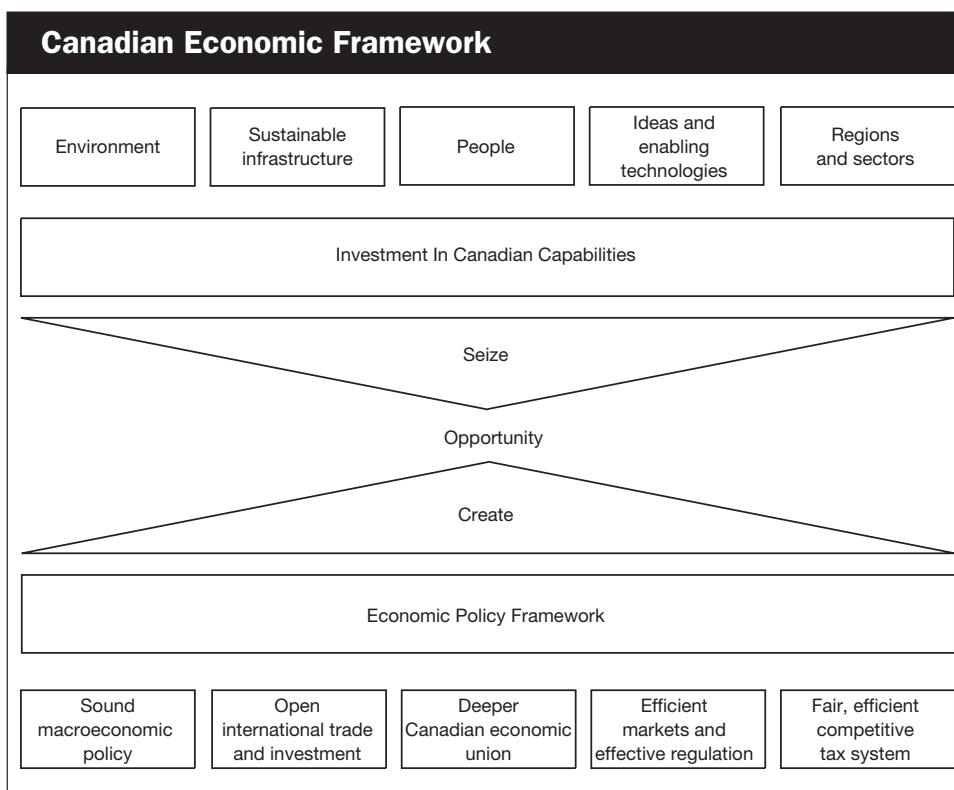 Canadian Economic Framework
Environment
Sustainable
infrastructure
People
Ideas and
enabling
technologies
Regions
and sectors
Investment In Canadian Capabilities
Seize
Opportunity
Create
Economic Policy Framework
Sound
macroeconomic
policy
Open
international trade
and investment
Deeper
Canadian economic
union
Efficient
markets and
effective regulation
Fair, efficient
competitive
tax system